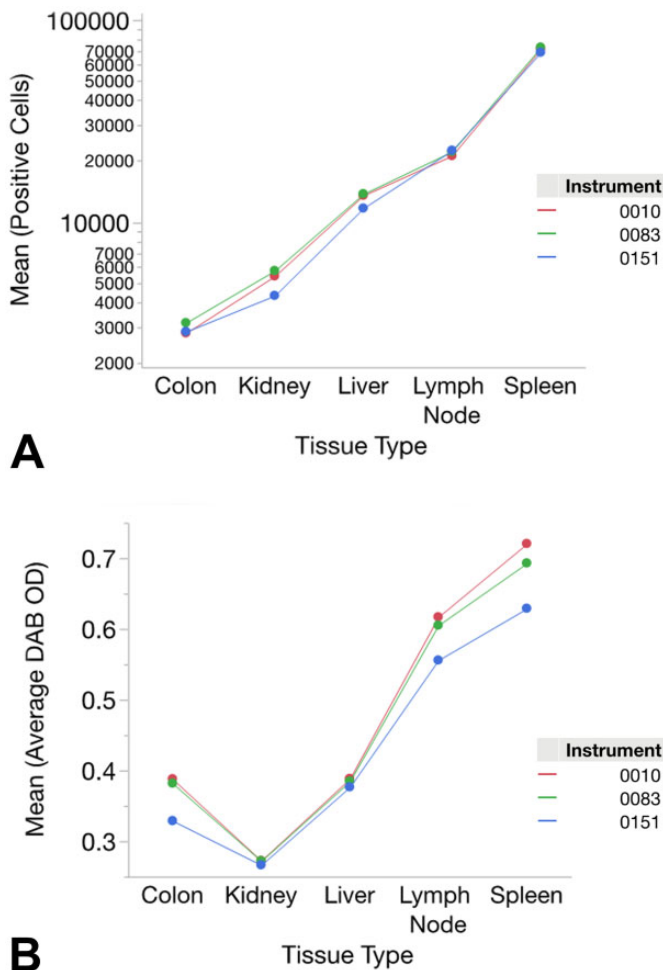 100000
70000
50000
40000
30000
20000
10000
7000
6000
5000
4000
3000
2000
Mean (Positive Cells)
Colon Kidney Liver Lymph Spleen
Node
Tissue Type
Instrument
0010
0083
0151
A
0.7
0.6
0.5
0.4
0.3
Mean (Average DAB OD)
Colon Kidney Liver Lymph Spleen
Node
Tissue Type
Instrument
0010
0083
0151
B